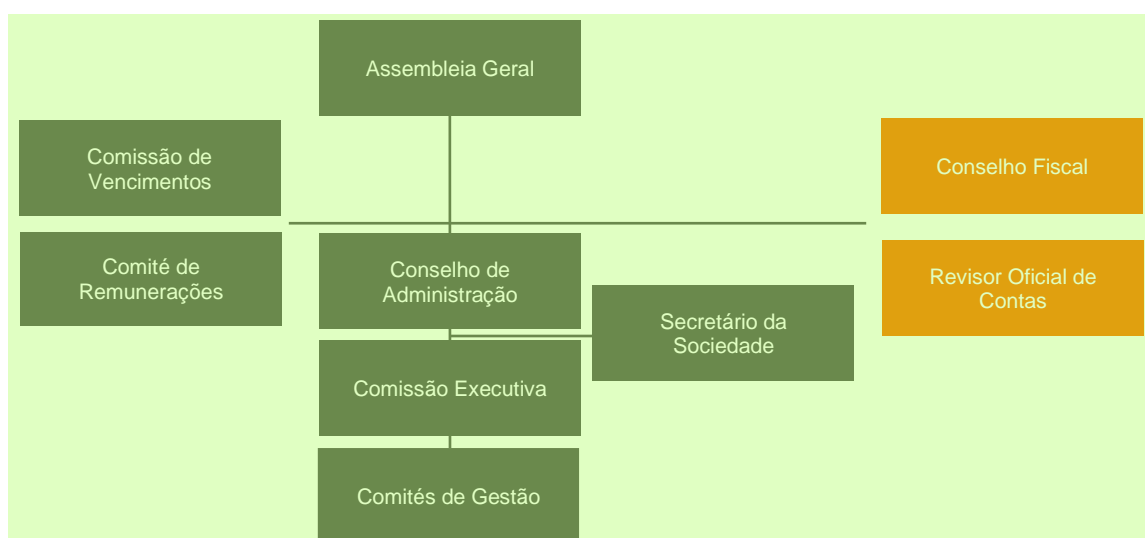 Assembleia Geral
Comissão de
Vencimentos
Conselho Fiscal
Comité de
Remunerações
Conselho de
Administração
Revisor Oficial de
Contas
Secretário da
Sociedade
Comissão Executiva
Comités de Gestão